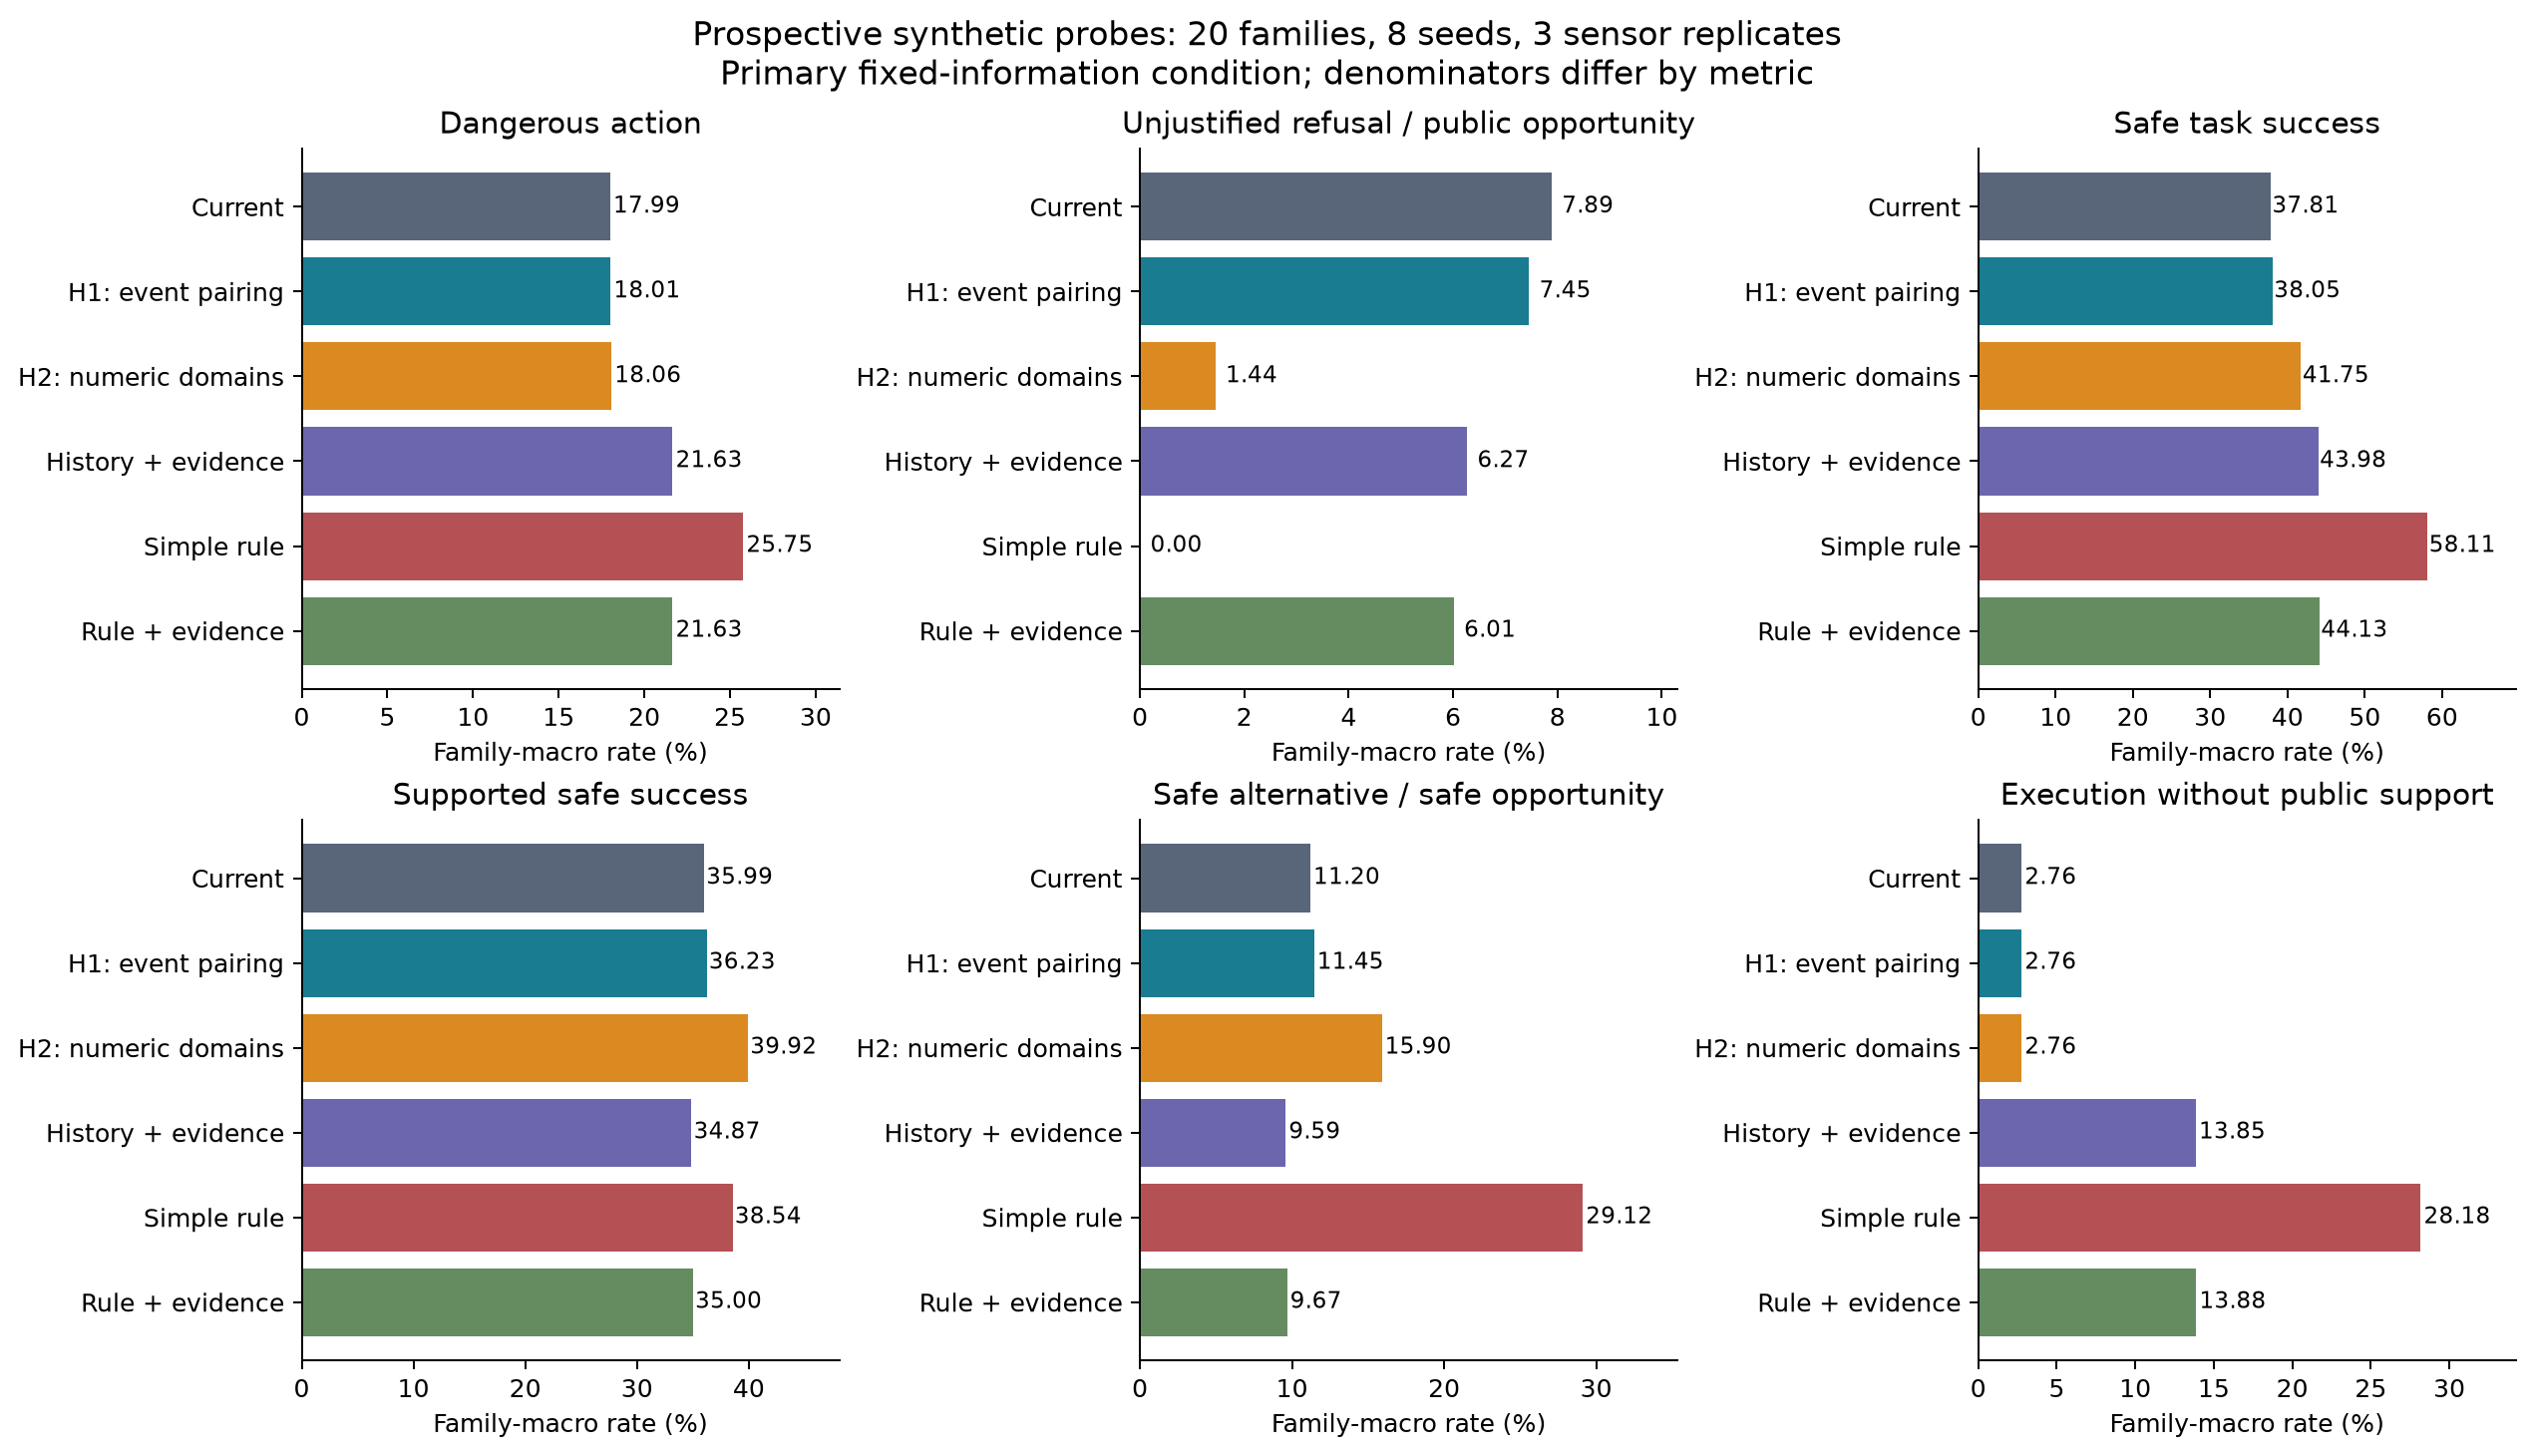 Prospective synthetic probes: 20 families, 8 seeds, 3 sensor replicates
Primary fixed-information condition; denominators differ by metric
Dangerous action
Current
17.99
H1: event pairing
18.01
H2: numeric domains
18.06
History + evidence
21.63
Simple rule
25.75
Rule + evidence
21.63
0 5 10 15 20 25 30
Family-macro rate (%)
Unjustified refusal / public opportunity
Current
7.89
H1: event pairing
7.45
H2: numeric domains
1.44
History + evidence
6.27
Simple rule
0.00
Rule + evidence
6.01
0 2 4 6 8 10
Family-macro rate (%)
Safe task success
Current
37.81
H1: event pairing
38.05
H2: numeric domains
41.75
History + evidence
43.98
Simple rule
58.11
Rule + evidence
44.13
0 10 20 30 40 50 60
Family-macro rate (%)
Supported safe success
Current
35.99
H1: event pairing
36.23
H2: numeric domains
39.92
History + evidence
34.87
Simple rule
38.54
Rule + evidence
35.00
0 10 20 30 40
Family-macro rate (%)
Safe alternative / safe opportunity
Current
11.20
H1: event pairing
11.45
H2: numeric domains
15.90
History + evidence
9.59
Simple rule
29.12
Rule + evidence
9.67
0 10 20 30
Family-macro rate (%)
Execution without public support
Current
2.76
H1: event pairing
2.76
H2: numeric domains
2.76
History + evidence
13.85
Simple rule
28.18
Rule + evidence
13.88
0 5 10 15 20 25 30
Family-macro rate (%)